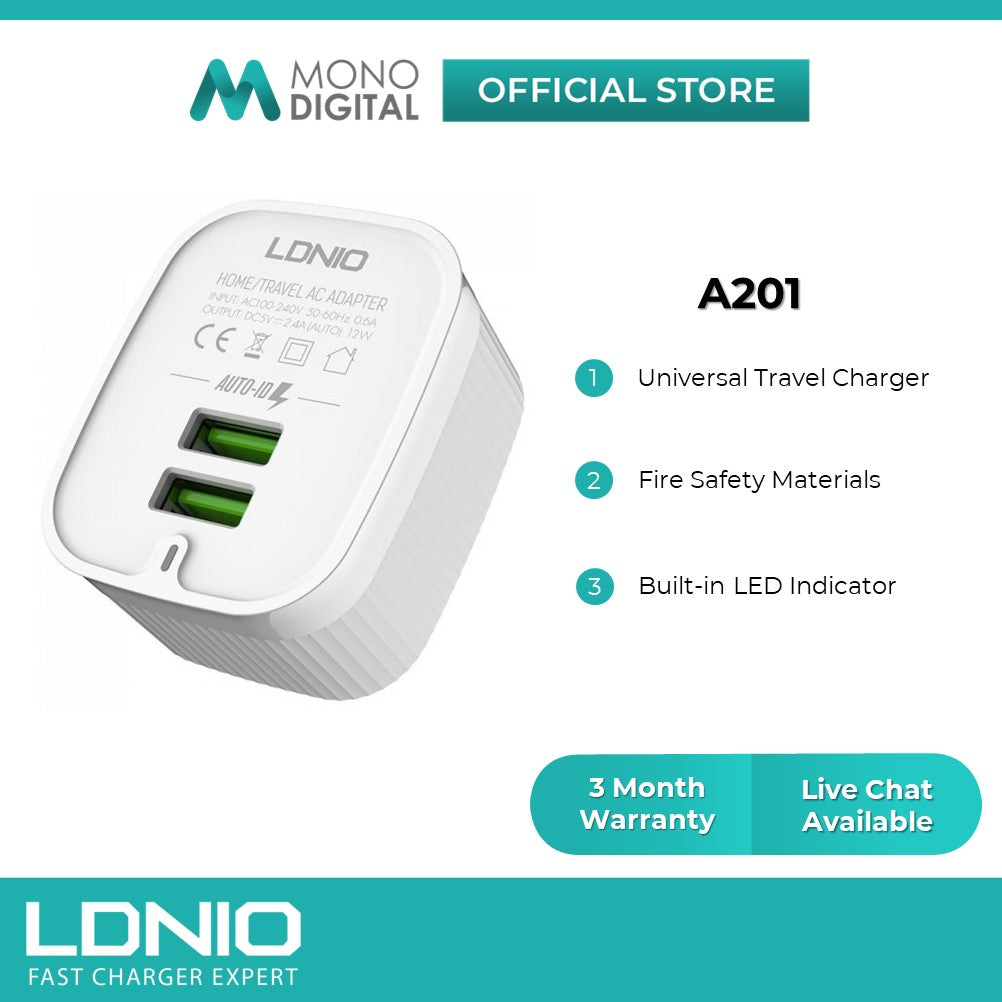 MONO
DIGITAL
OFFICIAL STORE
LDNIO
HOME/TRAVEL AC ADAPTER
INPUT: AC100-240V 50-60Hz 0.6A
OUTPUT: DC5V⎓2.4A (AUTO) 12W
CE
AUTO-ID
A201
1 Universal Travel Charger
2 Fire Safety Materials
3 Built-in LED Indicator
3 Month
Warranty
Live Chat
Available
LDNIO
FAST CHARGER EXPERT